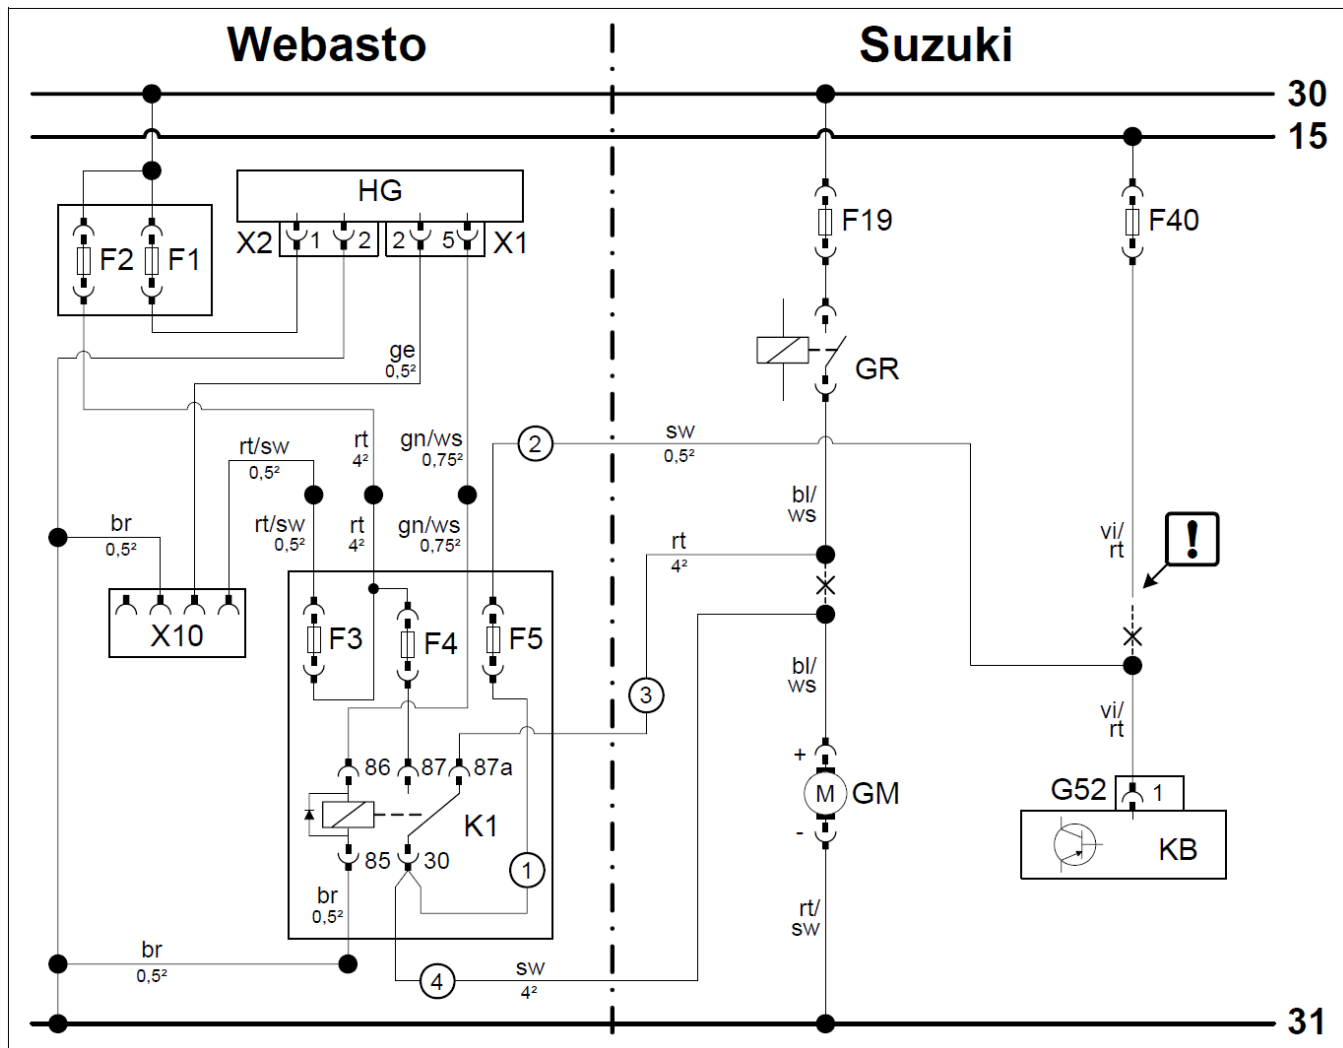 Webasto
Suzuki
30
15
HG
X2
1
2
2
5
X1
F2
F1
F19
F40
GR
ge
0,5²
rt/sw
0,5²
rt
4²
gn/ws
0,75²
2
sw
0,5²
br
0,5²
rt/sw
0,5²
rt
4²
gn/ws
0,75²
bl/
ws
rt
4²
vi/
rt
!
X10
F3
F4
F5
3
bl/
ws
vi/
rt
86
87
87a
+
M
GM
-
G52
1
K1
KB
85
30
1
br
0,5²
rt/
sw
br
0,5²
4
sw
4²
31